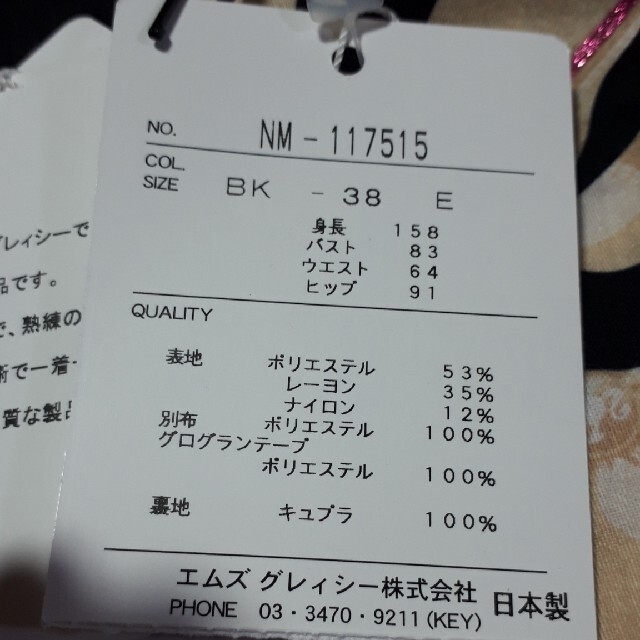 NO. NM-117515
COL.
SIZE BK - 38 E
身長 158
バスト 83
ウエスト 64
ヒップ 91
QUALITY
表地 ポリエステル 53%
レーヨン 35%
ナイロン 12%
別布 ポリエステル 100%
グログランテープ
ポリエステル 100%
裏地 キュプラ 100%
エムズ グレィシー株式会社 日本製
PHONE 03・3470・9211(KEY)
グレィシーで
品です。
で、熟練の
術で一着
質な製品